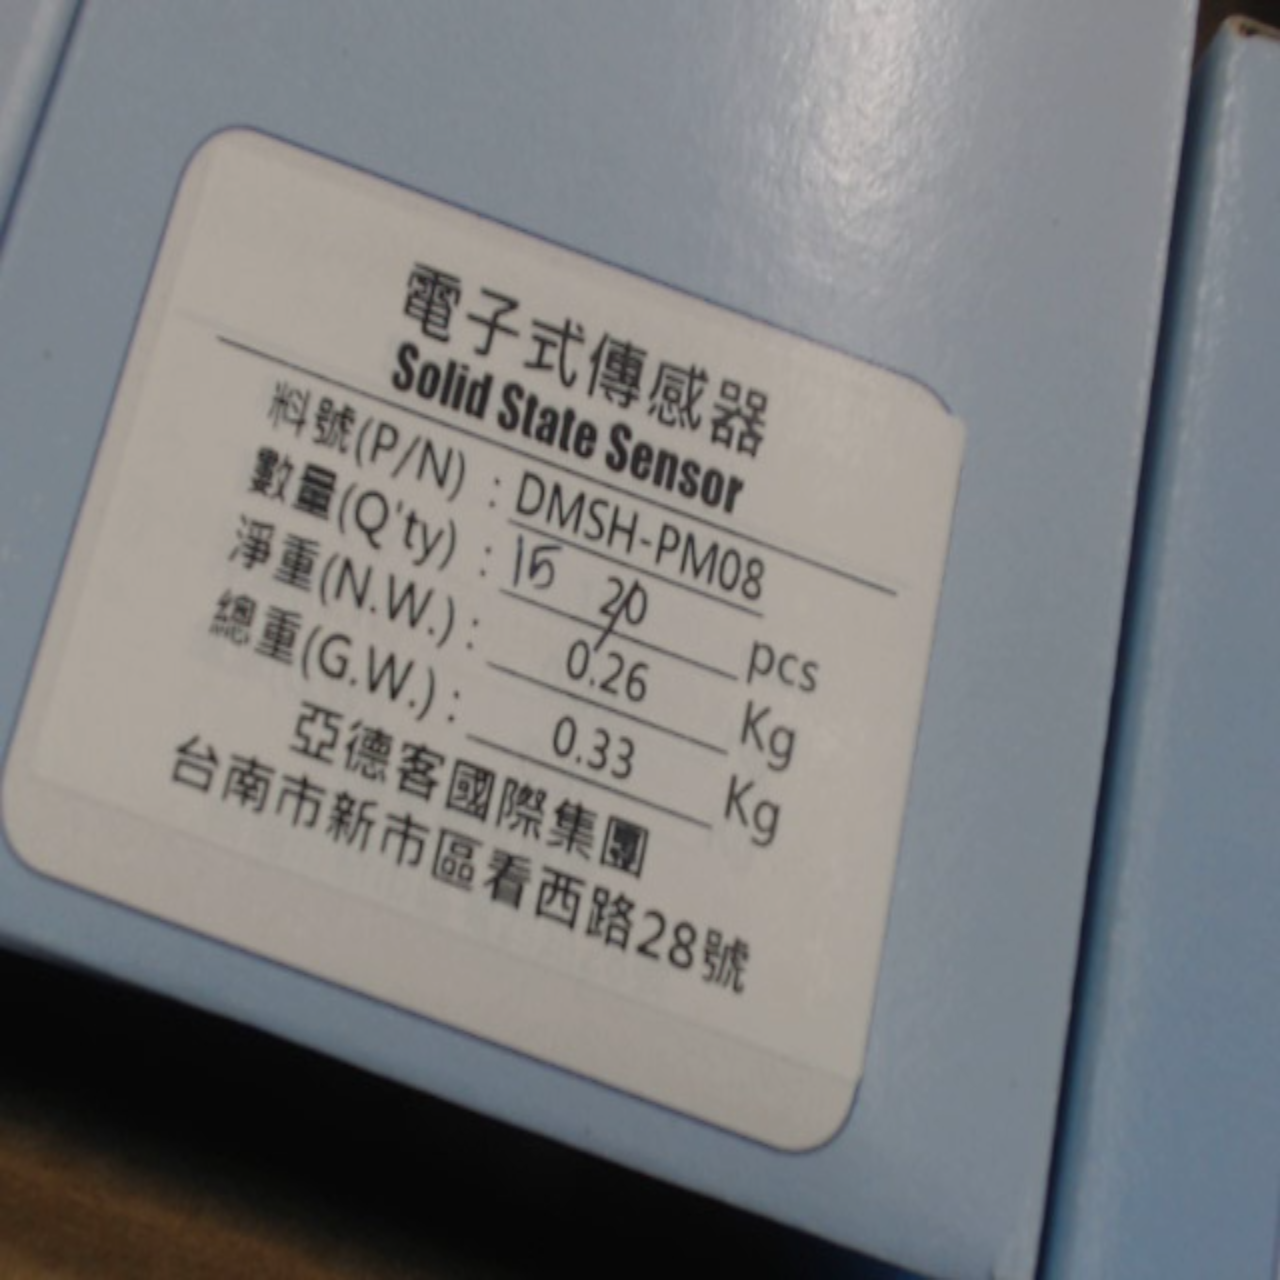 電子式傳感器
Solid State Sensor
料號(P/N) : DMSH-PM08
數量(Q'ty) : 15 20 pcs
淨重(N.W.) : 0.26 Kg
總重(G.W.) : 0.33 Kg
亞德客國際集團
台南市新市區看西路28號